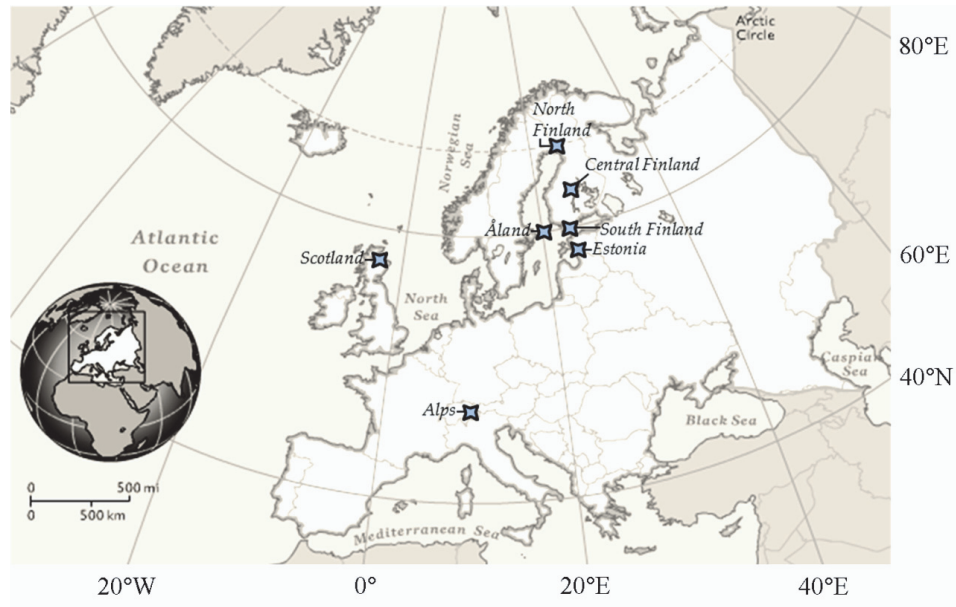 Arctic
Circle
80°E
North
Finland
Norwegian
Sea
Central Finland
Åland
South Finland
Estonia
Atlantic
Ocean
Scotland
60°E
North
Sea
Caspian
Sea
40°N
Alps
Black Sea
0 500 mi
0 500 km
Mediterranean Sea
20°W 0° 20°E 40°E